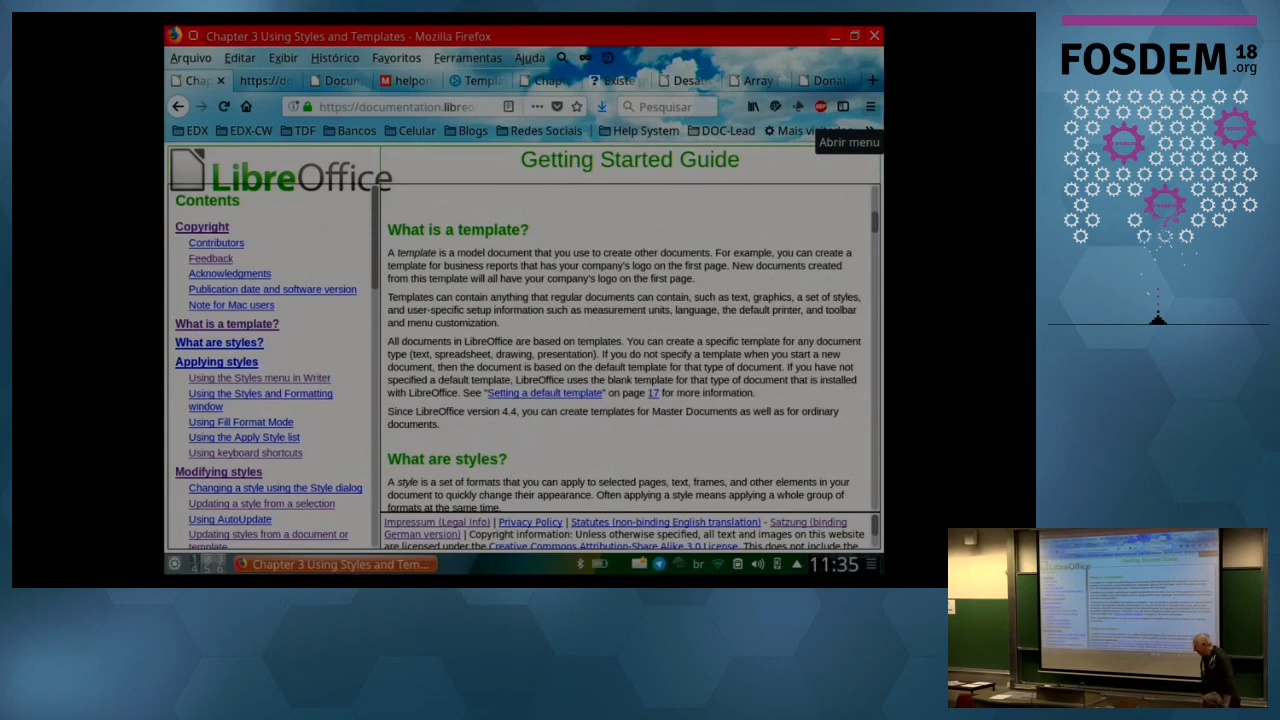 Chapter 3 Using Styles and Templates - Mozilla Firefox
Arquivo Editar Exibir Histórico Favoritos Ferramentas Ajuda
Chap https://do Docum helpon Templ Chap Existe Desa Array Donat
https://documentation.libreo Pesquisar
EDX EDX-CW TDF Bancos Celular Blogs Redes Sociais Help System DOC-Lead Mais
Abrir menu
LibreOffice
Getting Started Guide
Contents
Copyright
Contributors
Feedback
Acknowledgments
Publication date and software version
Note for Mac users
What is a template?
What are styles?
Applying styles
Using the Styles menu in Writer
Using the Styles and Formatting
window
Using Fill Format Mode
Using the Apply Style list
Using keyboard shortcuts
Modifying styles
Changing a style using the Style dialog
Updating a style from a selection
Using AutoUpdate
Updating styles from a document or
template
What is a template?
A template is a model document that you use to create other documents. For example, you can create a
template for business reports that has your company's logo on the first page. New documents created
from this template will all have your company's logo on the first page.
Templates can contain anything that regular documents can contain, such as text, graphics, a set of styles,
and user-specific setup information such as measurement units, language, the default printer, and toolbar
and menu customization.
All documents in LibreOffice are based on templates. You can create a specific template for any document
type (text, spreadsheet, drawing, presentation). If you do not specify a template when you start a new
document, then the document is based on the default template for that type of document. If you have not
specified a default template, LibreOffice uses the blank template for that type of document that is installed
with LibreOffice. See “Setting a default template” on page 17 for more information.
Since LibreOffice version 4.4, you can create templates for Master Documents as well as for ordinary
documents.
What are styles?
A style is a set of formats that you can apply to selected pages, text, frames, and other elements in your
document to quickly change their appearance. Often applying a style means applying a whole group of
formats at the same time.
Impressum (Legal Info) | Privacy Policy | Statutes (non-binding English translation) - Satzung (binding
German version) | Copyright information: Unless otherwise specified, all text and images on this website
are licensed under the Creative Commons Attribution-Share Alike 3.0 License. This does not include the
Chapter 3 Using Styles and Tem...
br
11:35
FOSDEM 18
.org
LibreOffice
Getting Started Guide